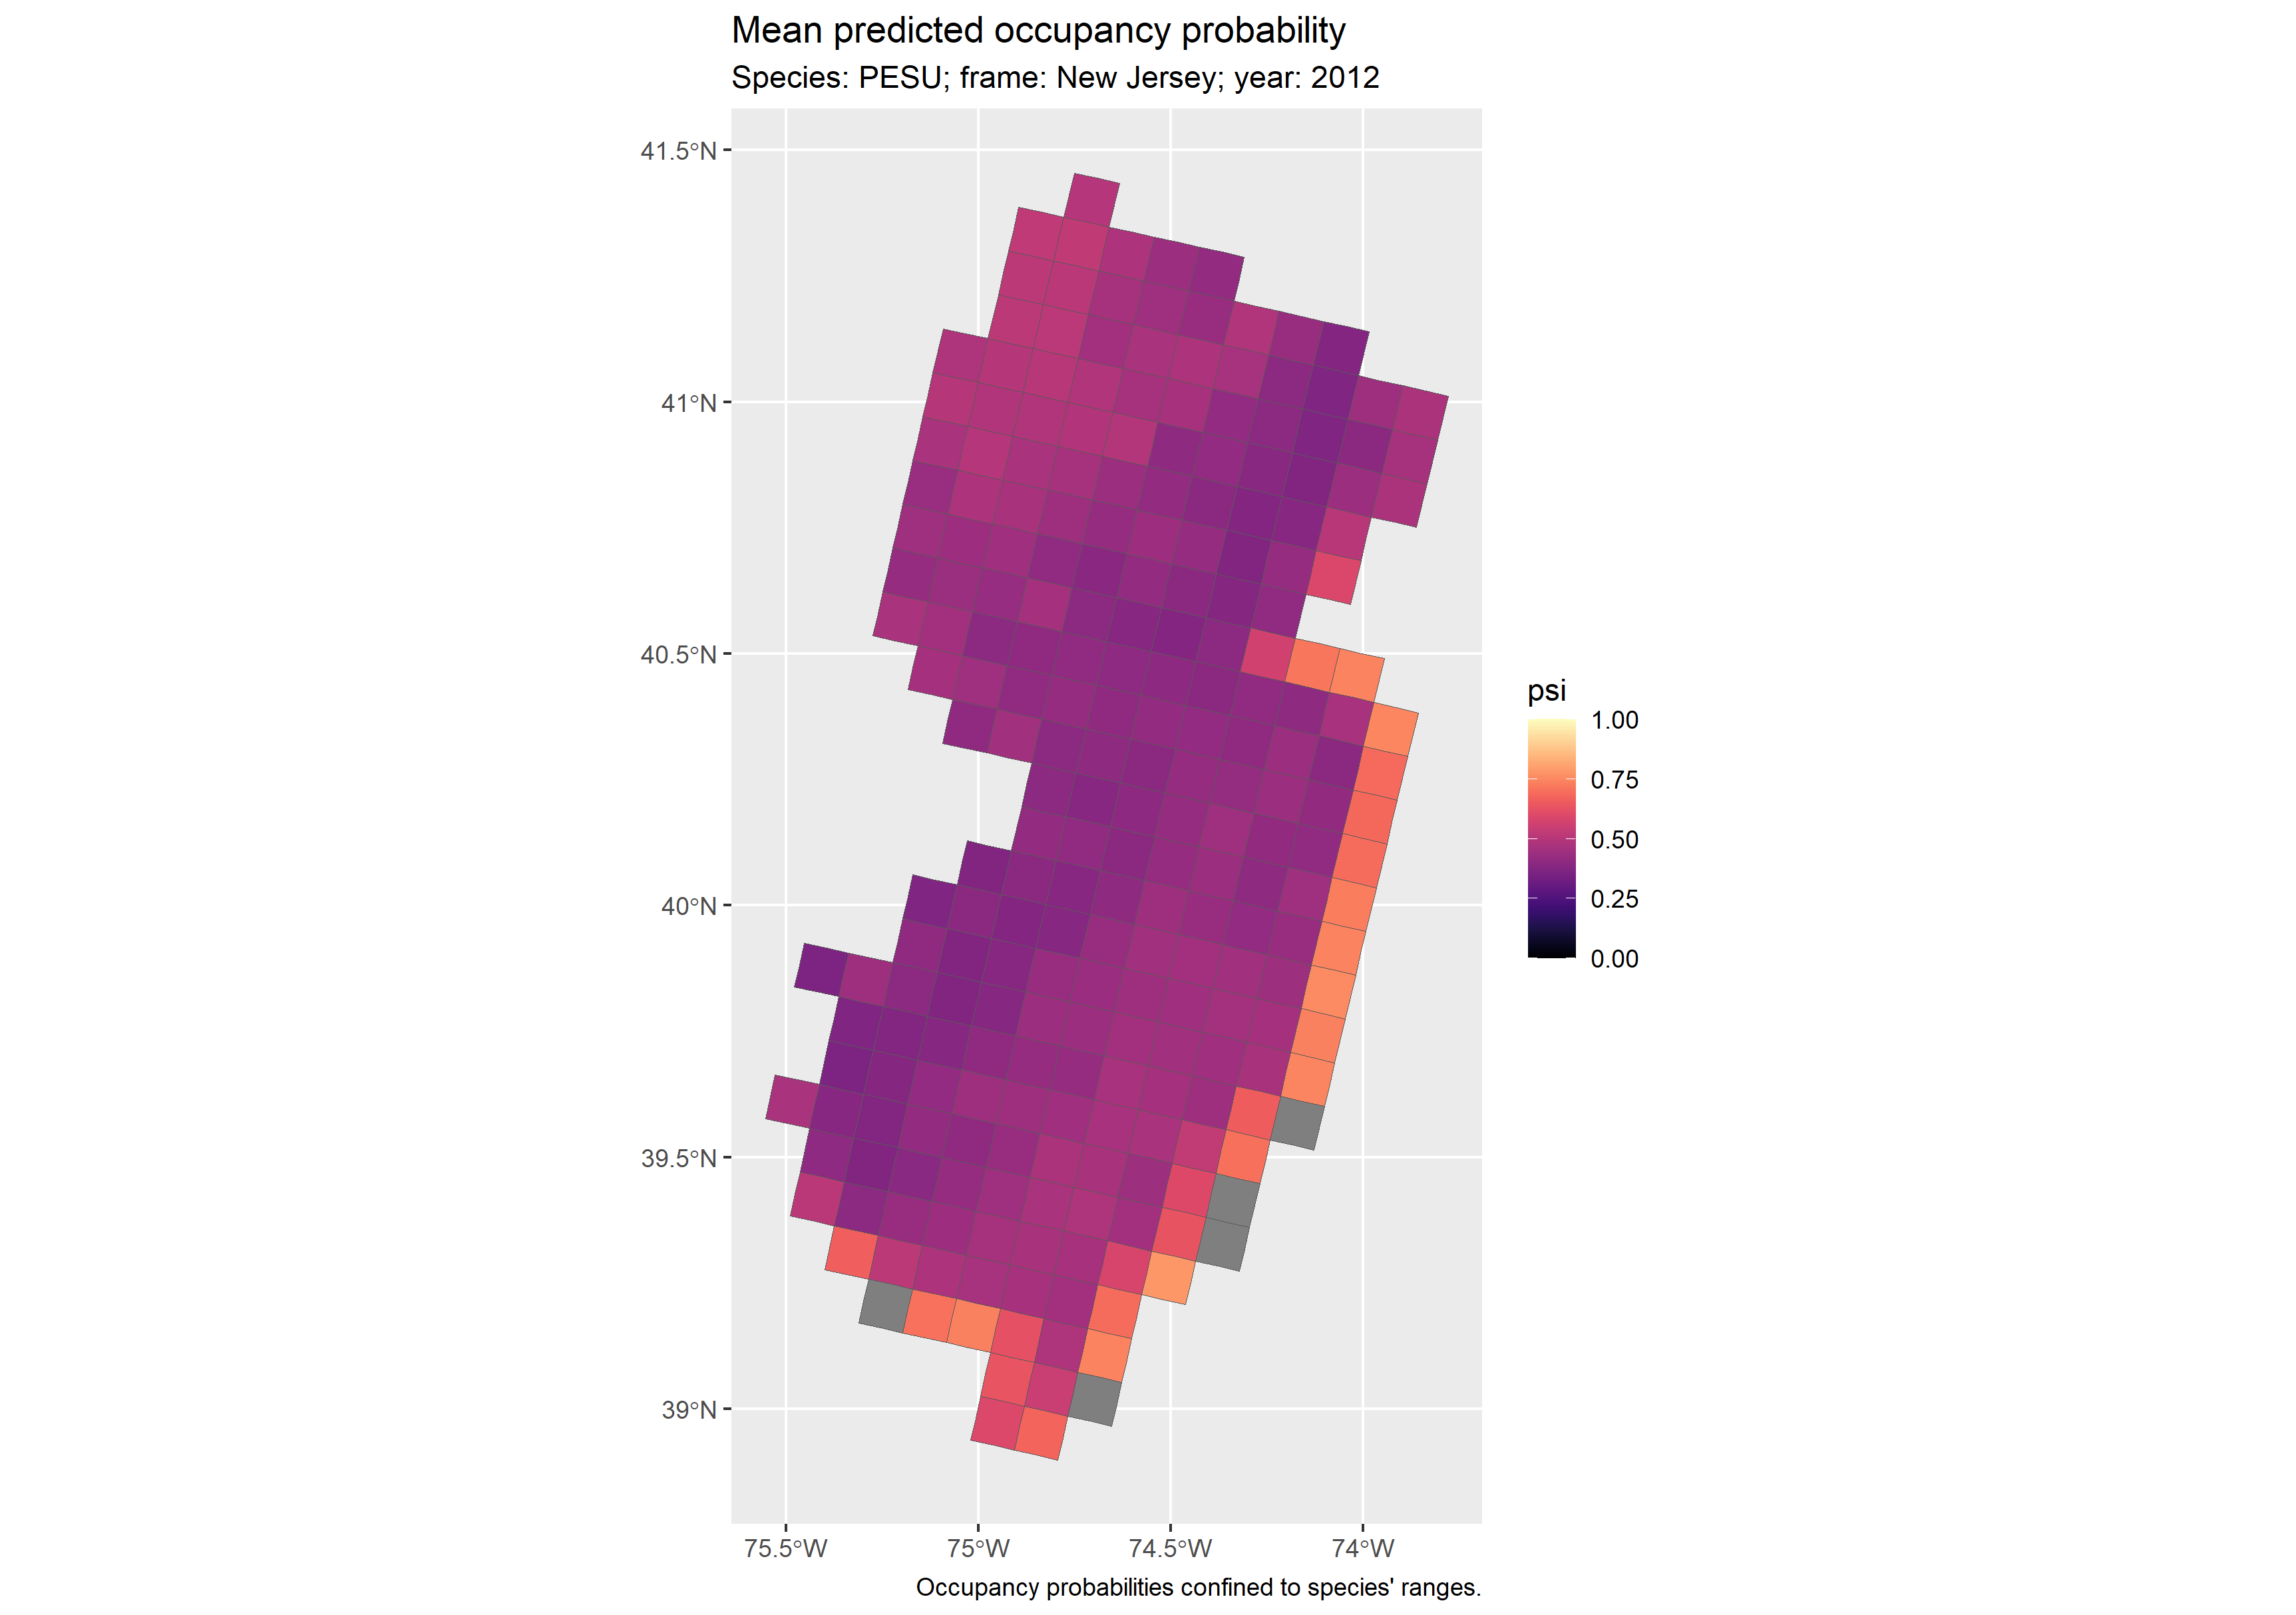 Mean predicted occupancy probability
Species: PESU; frame: New Jersey; year: 2012
41.5°N
41°N
40.5°N
40°N
39.5°N
39°N
75.5°W
75°W
74.5°W
74°W
psi
1.00
0.75
0.50
0.25
0.00
Occupancy probabilities confined to species' ranges.